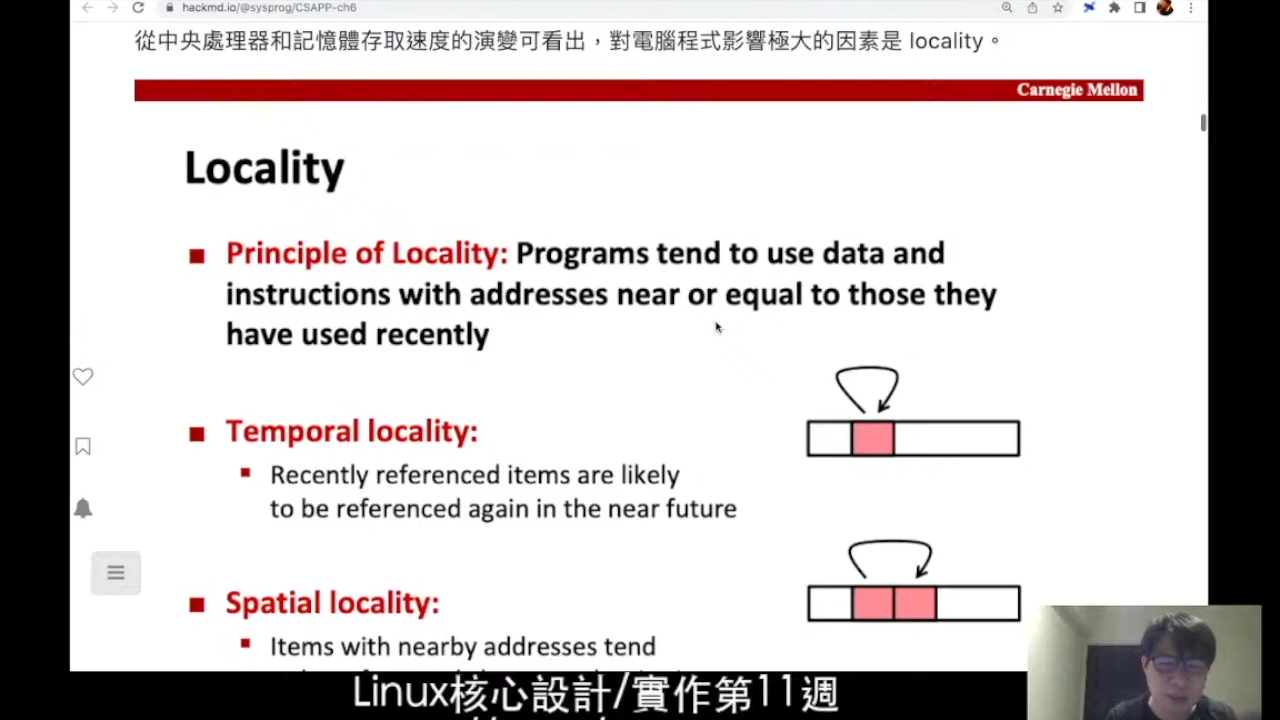 hackmd.io/@sysprog/CSAPP-ch6
從中央處理器和記憶體存取速度的演變可看出，對電腦程式影響極大的因素是 locality。
Carnegie Mellon
Locality
Principle of Locality: Programs tend to use data and
instructions with addresses near or equal to those they
have used recently
Temporal locality:
Recently referenced items are likely
to be referenced again in the near future
Spatial locality:
Items with nearby addresses tend
Linux核心設計/實作第11週